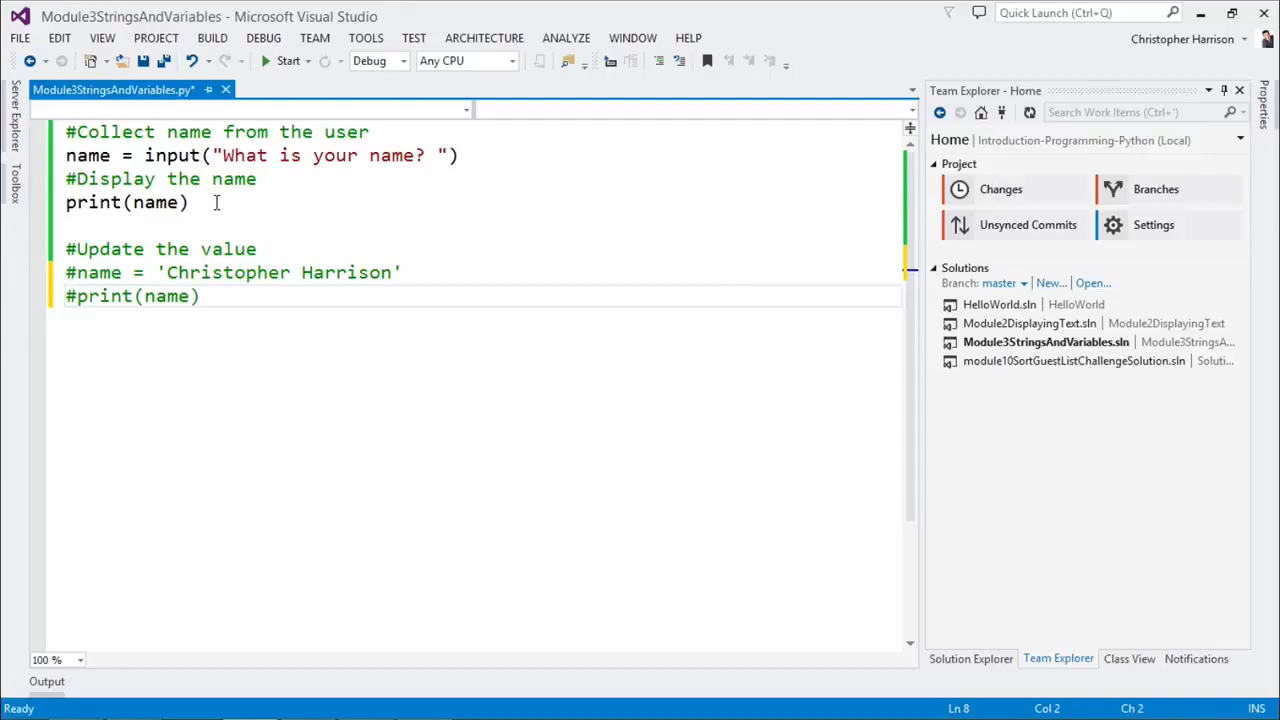 Module3StringsAndVariables - Microsoft Visual Studio
Quick Launch (Ctrl+Q)
FILE EDIT VIEW PROJECT BUILD DEBUG TEAM TOOLS TEST ARCHITECTURE ANALYZE WINDOW HELP
Christopher Harrison
Start Debug Any CPU
Server Explorer
Toolbox
Module3StringsAndVariables.py*
#Collect name from the user
name = input("What is your name? ")
#Display the name
print(name)
#Update the value
#name = 'Christopher Harrison'
#print(name)
100 %
Output
Team Explorer - Home
Search Work Items (Ctrl+')
Home | Introduction-Programming-Python (Local)
Project
Changes Branches
Unsynced Commits Settings
Solutions
Branch: master New... Open...
HelloWorld.sln | HelloWorld
Module2DisplayingText.sln | Module2DisplayingText
Module3StringsAndVariables.sln | Module3StringsA...
module10SortGuestListChallengeSolution.sln | Soluti...
Solution Explorer Team Explorer Class View Notifications
Properties
Ready Ln 8 Col 2 Ch 2 INS